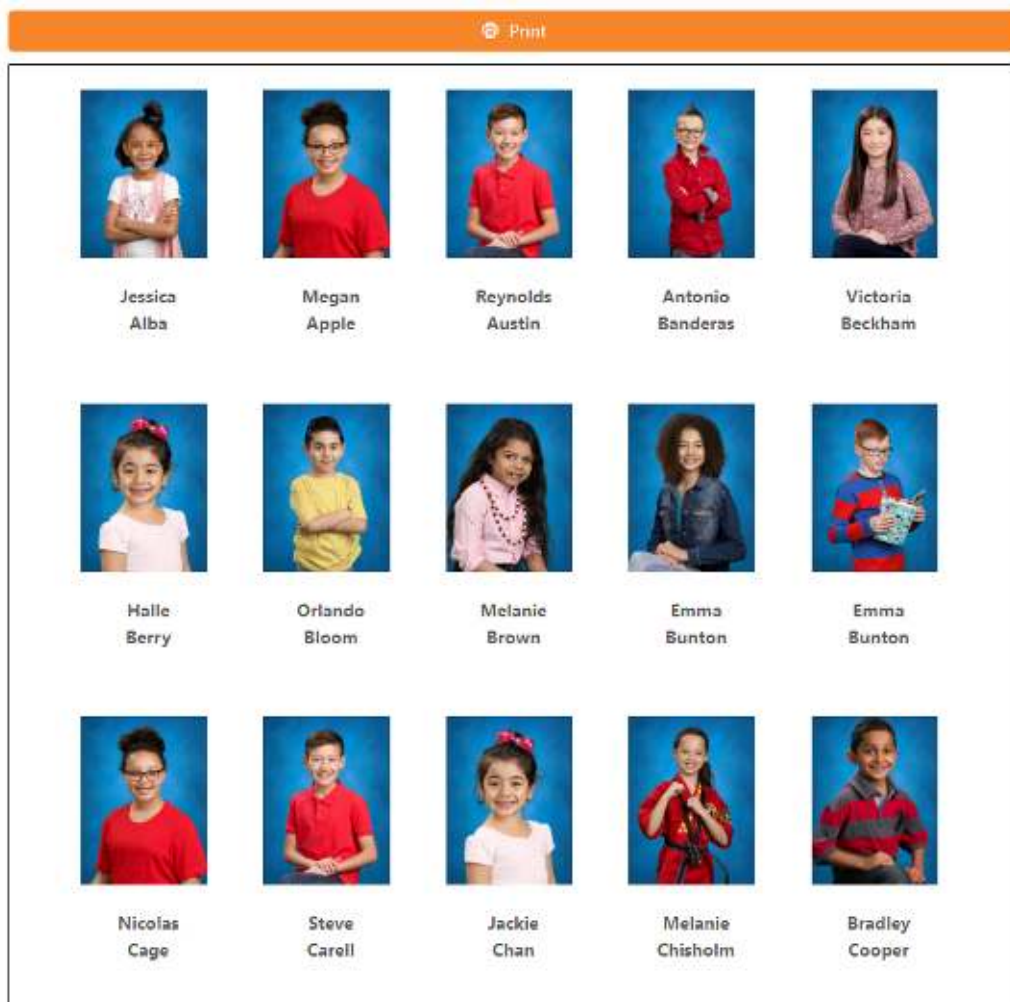 Print
Jessica
Alba
Megan
Apple
Reynolds
Austin
Antonio
Banderas
Victoria
Beckham
Halle
Berry
Orlando
Bloom
Melanie
Brown
Emma
Bunton
Emma
Bunton
Nicolas
Cage
Steve
Carell
Jackie
Chan
Melanie
Chisholm
Bradley
Cooper